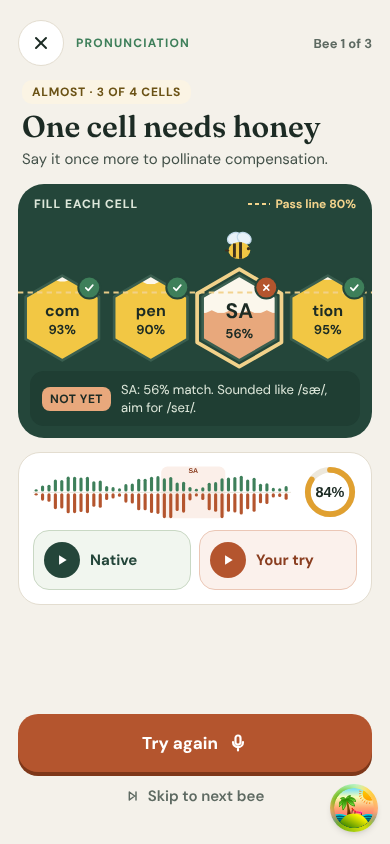 PRONUNCIATION
Bee 1 of 3
ALMOST · 3 OF 4 CELLS
One cell needs honey
Say it once more to pollinate compensation.
FILL EACH CELL
Pass line 80%
com
93%
pen
90%
SA
56%
tion
95%
NOT YET
SA: 56% match. Sounded like /sæ/,
aim for /seɪ/.
SA
84%
Native
Your try
Try again
Skip to next bee